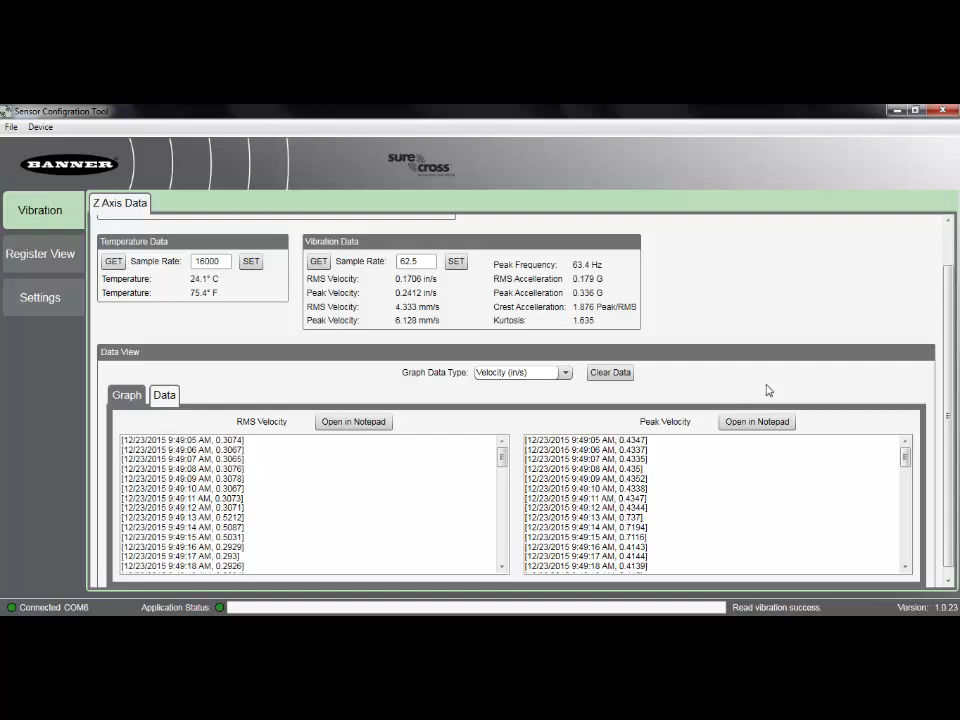 Sensor Configration Tool
File Device
BANNER
sure cross
Vibration
Register View
Settings
Z Axis Data
Temperature Data
GET Sample Rate: 16000 SET
Temperature: 24.1° C
Temperature: 75.4° F
Vibration Data
GET Sample Rate: 62.5 SET
RMS Velocity: 0.1706 in/s
Peak Velocity: 0.2412 in/s
RMS Velocity: 4.333 mm/s
Peak Velocity: 6.128 mm/s
Peak Frequency: 63.4 Hz
RMS Acceleration 0.179 G
Peak Acceleration 0.336 G
Crest Acceleration: 1.876 Peak/RMS
Kurtosis: 1.635
Data View
Graph Data Type: Velocity (in/s) Clear Data
Graph Data
RMS Velocity Open in Notepad
[12/23/2015 9:49:05 AM, 0.3074]
[12/23/2015 9:49:06 AM, 0.3067]
[12/23/2015 9:49:07 AM, 0.3065]
[12/23/2015 9:49:08 AM, 0.3076]
[12/23/2015 9:49:09 AM, 0.3078]
[12/23/2015 9:49:10 AM, 0.3067]
[12/23/2015 9:49:11 AM, 0.3073]
[12/23/2015 9:49:12 AM, 0.3071]
[12/23/2015 9:49:13 AM, 0.5212]
[12/23/2015 9:49:14 AM, 0.5087]
[12/23/2015 9:49:15 AM, 0.5031]
[12/23/2015 9:49:16 AM, 0.2929]
[12/23/2015 9:49:17 AM, 0.293]
[12/23/2015 9:49:18 AM, 0.2926]
Peak Velocity Open in Notepad
[12/23/2015 9:49:05 AM, 0.4347]
[12/23/2015 9:49:06 AM, 0.4337]
[12/23/2015 9:49:07 AM, 0.4335]
[12/23/2015 9:49:08 AM, 0.435]
[12/23/2015 9:49:09 AM, 0.4352]
[12/23/2015 9:49:10 AM, 0.4338]
[12/23/2015 9:49:11 AM, 0.4347]
[12/23/2015 9:49:12 AM, 0.4344]
[12/23/2015 9:49:13 AM, 0.737]
[12/23/2015 9:49:14 AM, 0.7194]
[12/23/2015 9:49:15 AM, 0.7116]
[12/23/2015 9:49:16 AM, 0.4143]
[12/23/2015 9:49:17 AM, 0.4144]
[12/23/2015 9:49:18 AM, 0.4139]
Connected COM6 Application Status: Read vibration success. Version: 1.0.23